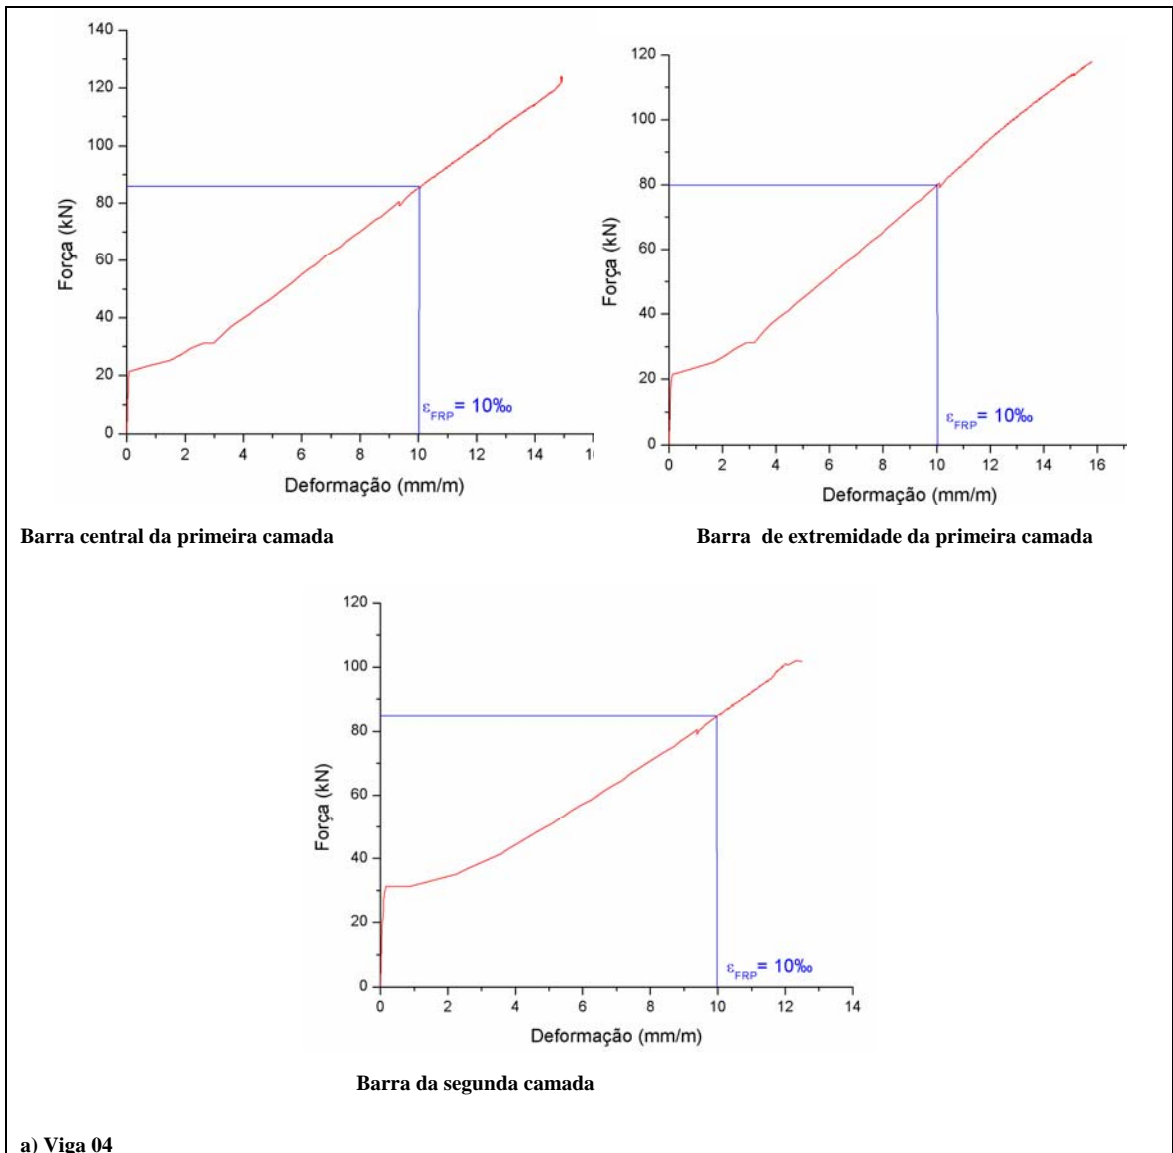 140
120
100
80
60
40
20
0
Força (kN)
0 2 4 6 8 10 12 14
Deformação (mm/m)
εFRP= 10‰
120
100
80
60
40
20
0
Força (kN)
0 2 4 6 8 10 12 14 16
Deformação (mm/m)
εFRP= 10‰
Barra central da primeira camada
Barra de extremidade da primeira camada
120
100
80
60
40
20
0
Força (kN)
0 2 4 6 8 10 12 14
Deformação (mm/m)
εFRP= 10‰
Barra da segunda camada
a) Viga 04